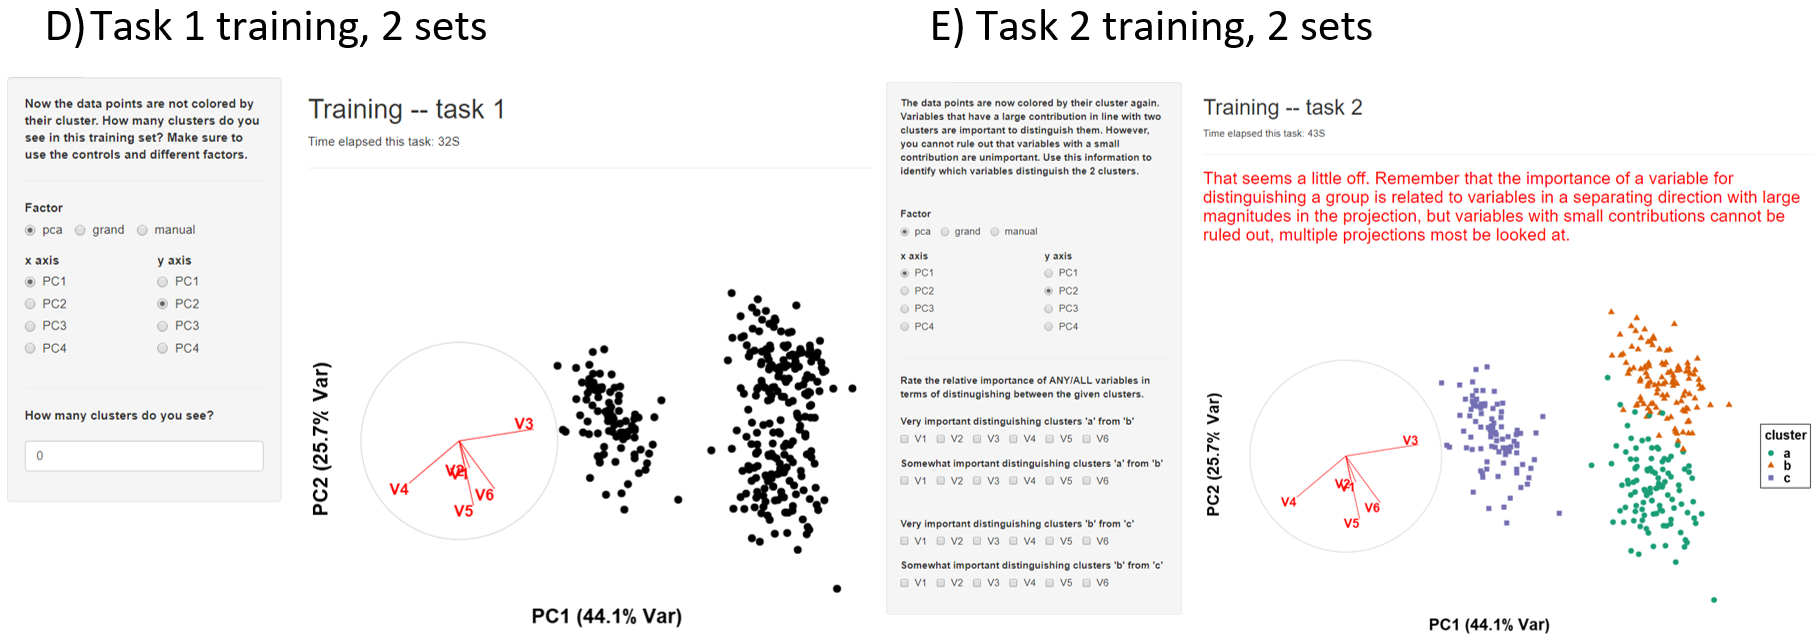 D) Task 1 training, 2 sets
Now the data points are not colored by
their cluster. How many clusters do you
see in this training set? Make sure to
use the controls and different factors.
Factor
pca grand manual
x axis y axis
PC1 PC1
PC2 PC2
PC3 PC3
PC4 PC4
How many clusters do you see?
0
Training -- task 1
Time elapsed this task: 32S
PC2 (25.7% Var)
V3
V2
V1
V4
V6
V5
PC1 (44.1% Var)
E) Task 2 training, 2 sets
The data points are now colored by their cluster again.
Variables that have a large contribution in line with two
clusters are important to distinguish them. However,
you cannot rule out that variables with a small
contribution are unimportant. Use this information to
identify which variables distinguish the 2 clusters.
Factor
pca grand manual
x axis y axis
PC1 PC1
PC2 PC2
PC3 PC3
PC4 PC4
Rate the relative importance of ANY/ALL variables in
terms of distinugishing between the given clusters.
Very important distinguishing clusters 'a' from 'b'
V1 V2 V3 V4 V5 V6
Somewhat important distinguishing clusters 'a' from 'b'
V1 V2 V3 V4 V5 V6
Very important distinguishing clusters 'b' from 'c'
V1 V2 V3 V4 V5 V6
Somewhat important distinguishing clusters 'b' from 'c'
V1 V2 V3 V4 V5 V6
Training -- task 2
Time elapsed this task: 43S
That seems a little off. Remember that the importance of a variable for
distinguishing a group is related to variables in a separating direction with large
magnitudes in the projection, but variables with small contributions cannot be
ruled out, multiple projections most be looked at.
PC2 (25.7% Var)
V3
V2
V1
V4
V6
V5
PC1 (44.1% Var)
cluster
a
b
c